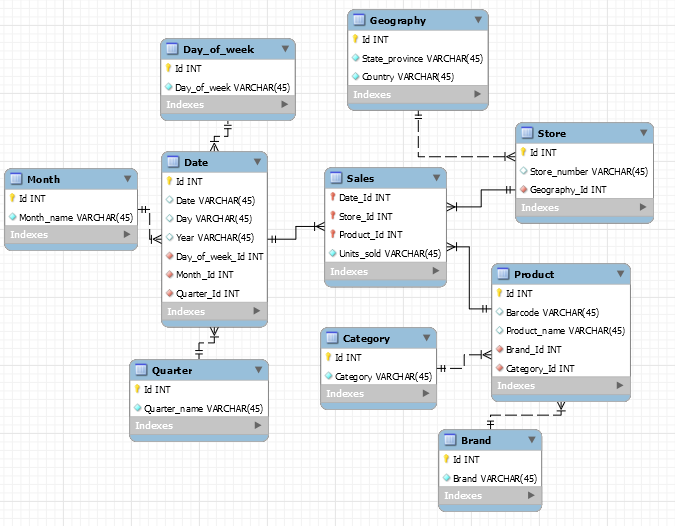 Geography
Id INT
State_province VARCHAR(45)
Country VARCHAR(45)
Indexes
Day_of_week
Id INT
Day_of_week VARCHAR(45)
Indexes
Store
Id INT
Store_number VARCHAR(45)
Geography_Id INT
Indexes
Date
Id INT
Date VARCHAR(45)
Day VARCHAR(45)
Year VARCHAR(45)
Day_of_week_Id INT
Month_Id INT
Quarter_Id INT
Indexes
Month
Id INT
Month_name VARCHAR(45)
Indexes
Sales
Date_Id INT
Store_Id INT
Product_Id INT
Units_sold VARCHAR(45)
Indexes
Product
Id INT
Barcode VARCHAR(45)
Product_name VARCHAR(45)
Brand_Id INT
Category_Id INT
Indexes
Category
Id INT
Category VARCHAR(45)
Indexes
Quarter
Id INT
Quarter_name VARCHAR(45)
Indexes
Brand
Id INT
Brand VARCHAR(45)
Indexes